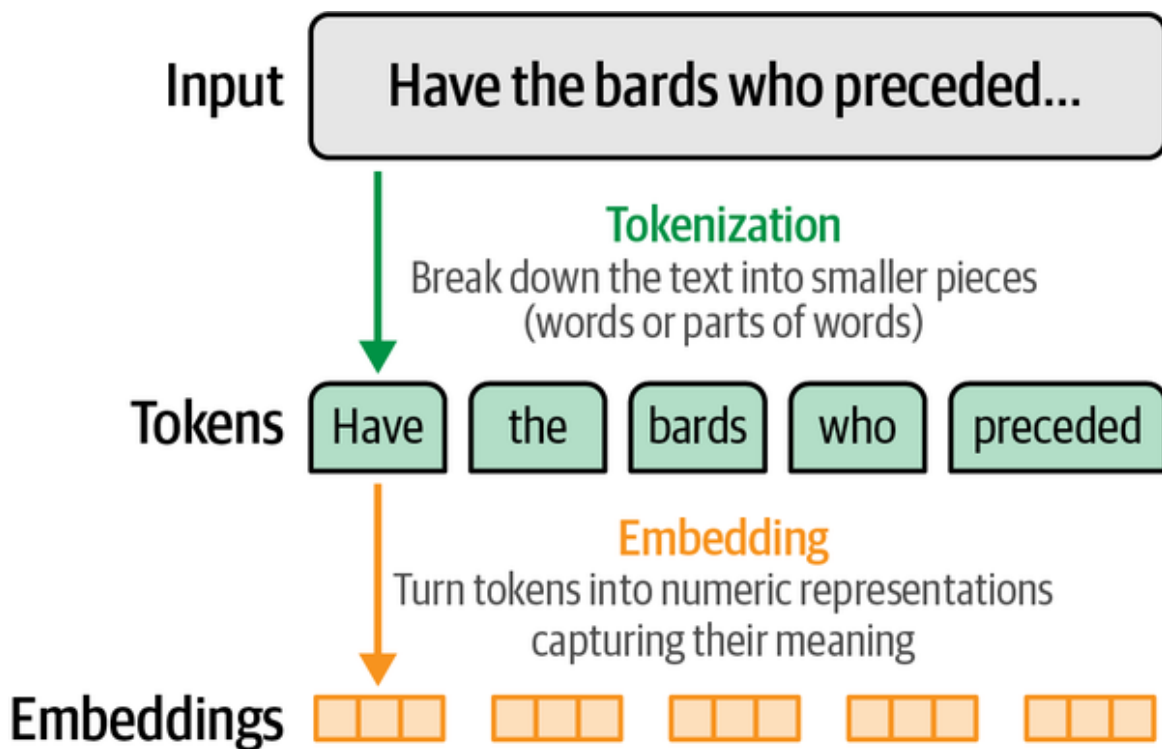 Input
Have the bards who preceded...
Tokenization
Break down the text into smaller pieces
(words or parts of words)
Tokens
Have the bards who preceded
Embedding
Turn tokens into numeric representations
capturing their meaning
Embeddings